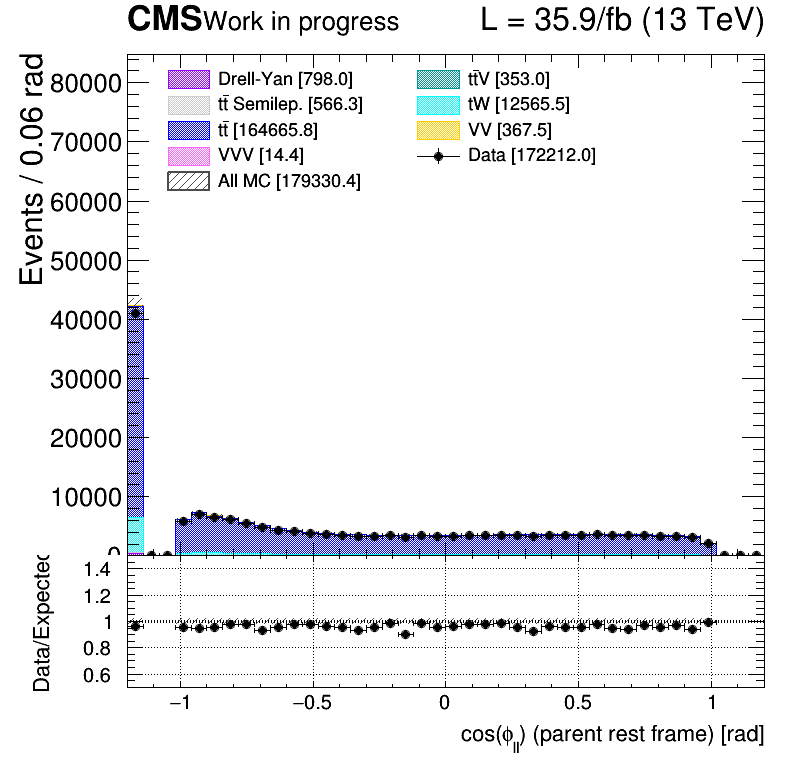 CMS Work in progress L = 35.9/fb (13 TeV)
Events / 0.06 rad
80000
70000
60000
50000
40000
30000
20000
10000
0
Drell-Yan [798.0]
tt̄ Semilep. [566.3]
tt̄ [164665.8]
VVV [14.4]
All MC [179330.4]
tt̄V [353.0]
tW [12565.5]
VV [367.5]
Data [172212.0]
Data/Expected
1.4
1.2
1
0.8
0.6
−1 −0.5 0 0.5 1
cos(ϕ_ll) (parent rest frame) [rad]